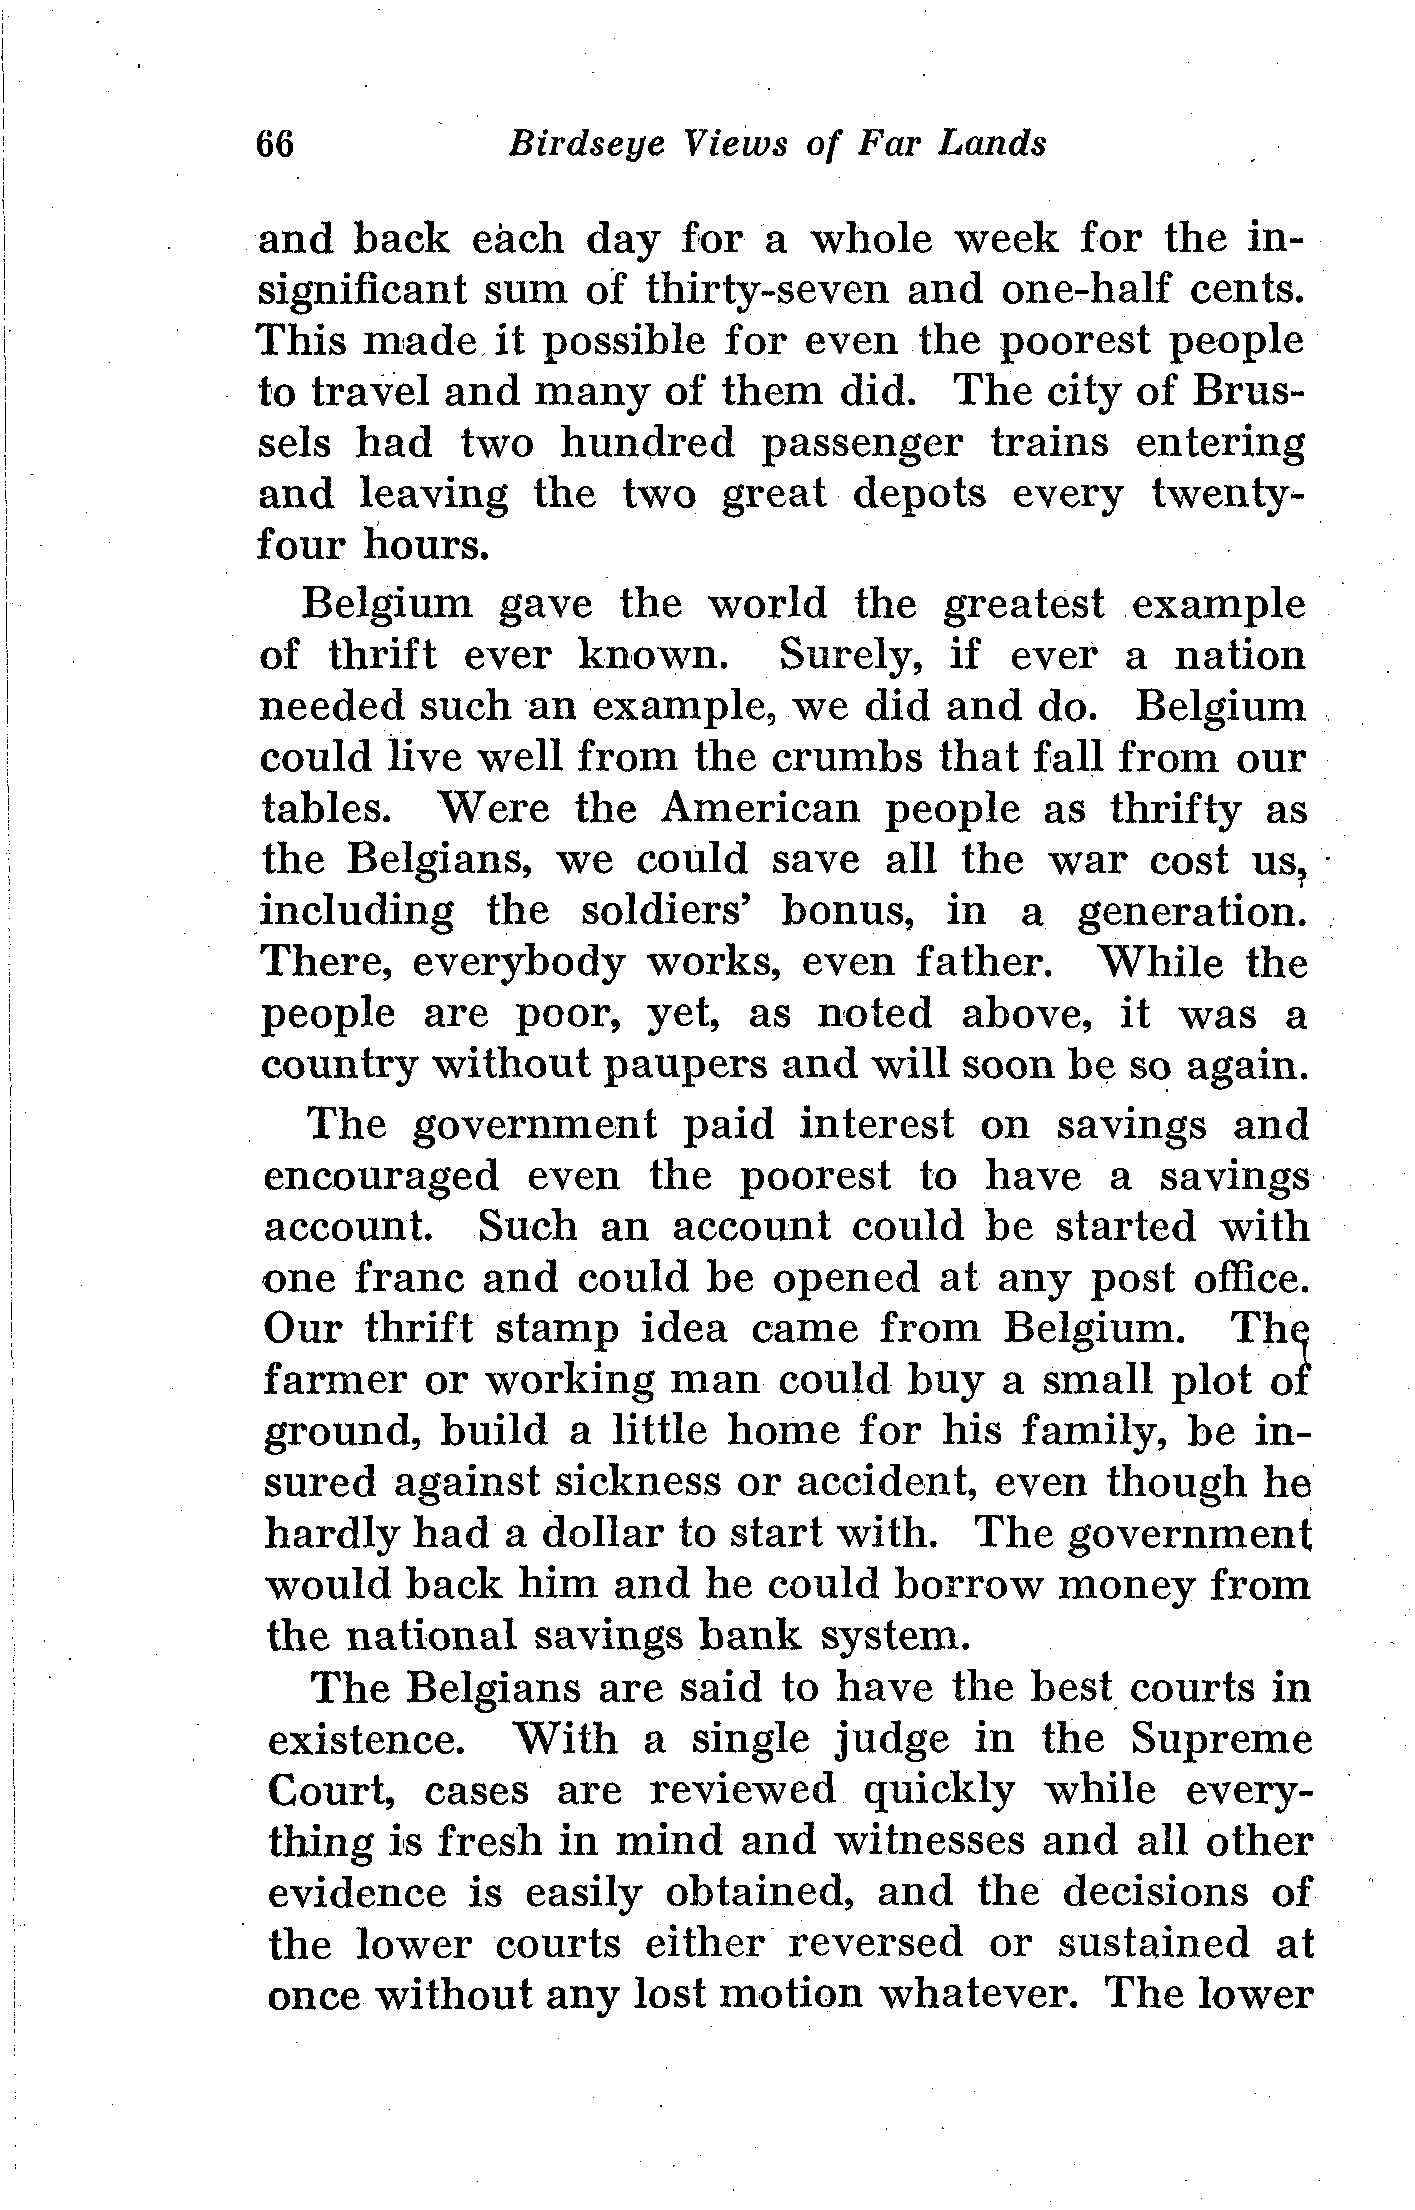 66 Birdseye Views of Far Lands
and back each day for a whole week for the in-
significant sum of thirty-seven and one-half cents.
This made it possible for even the poorest people
to travel and many of them did. The city of Brus-
sels had two hundred passenger trains entering
and leaving the two great depots every twenty-
four hours.
Belgium gave the world the greatest example
of thrift ever known. Surely, if ever a nation
needed such an example, we did and do. Belgium
could live well from the crumbs that fall from our
tables. Were the American people as thrifty as
the Belgians, we could save all the war cost us,
including the soldiers' bonus, in a generation.
There, everybody works, even father. While the
people are poor, yet, as noted above, it was a
country without paupers and will soon be so again.
The government paid interest on savings and
encouraged even the poorest to have a savings
account. Such an account could be started with
one franc and could be opened at any post office.
Our thrift stamp idea came from Belgium. The
farmer or working man could buy a small plot of
ground, build a little home for his family, be in-
sured against sickness or accident, even though he
hardly had a dollar to start with. The government
would back him and he could borrow money from
the national savings bank system.
The Belgians are said to have the best courts in
existence. With a single judge in the Supreme
Court, cases are reviewed quickly while every-
thing is fresh in mind and witnesses and all other
evidence is easily obtained, and the decisions of
the lower courts either reversed or sustained at
once without any lost motion whatever. The lower